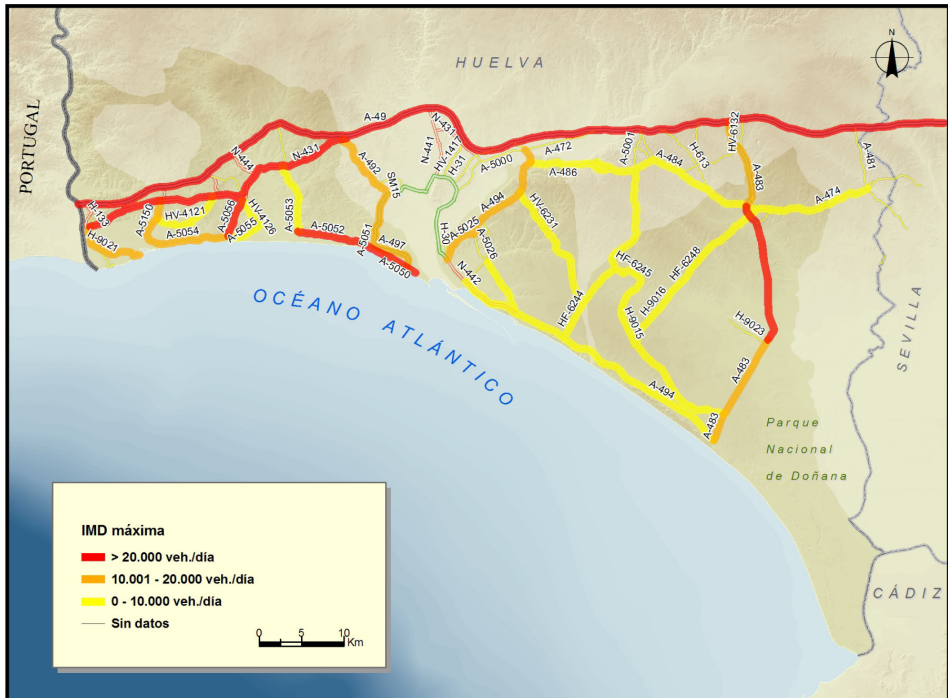 N
HUELVA
PORTUGAL
A-49
N-431
N-441
HV-1417
H-31
A-5000
A-472
A-486
A-5001
A-484
H-613
HV-6132
A-481
A-483
A-474
N-444
N-431
A-492
SM15
H-133
A-5150
HV-4121
A-5056
HV-4126
A-5055
A-5054
H-9021
A-5053
A-5052
A-5051
A-497
A-5050
H-30
A-5025
A-494
A-5026
N-442
HV-6231
HF-6244
HF-6245
H-9016
HF-6248
H-9015
H-9023
A-483
A-494
A-483
OCÉANO ATLÁNTICO
SEVILLA
Parque
Nacional
de Doñana
CÁDIZ
IMD máxima
> 20.000 veh./día
10.001 - 20.000 veh./día
0 - 10.000 veh./día
Sin datos
0 5 10
Km